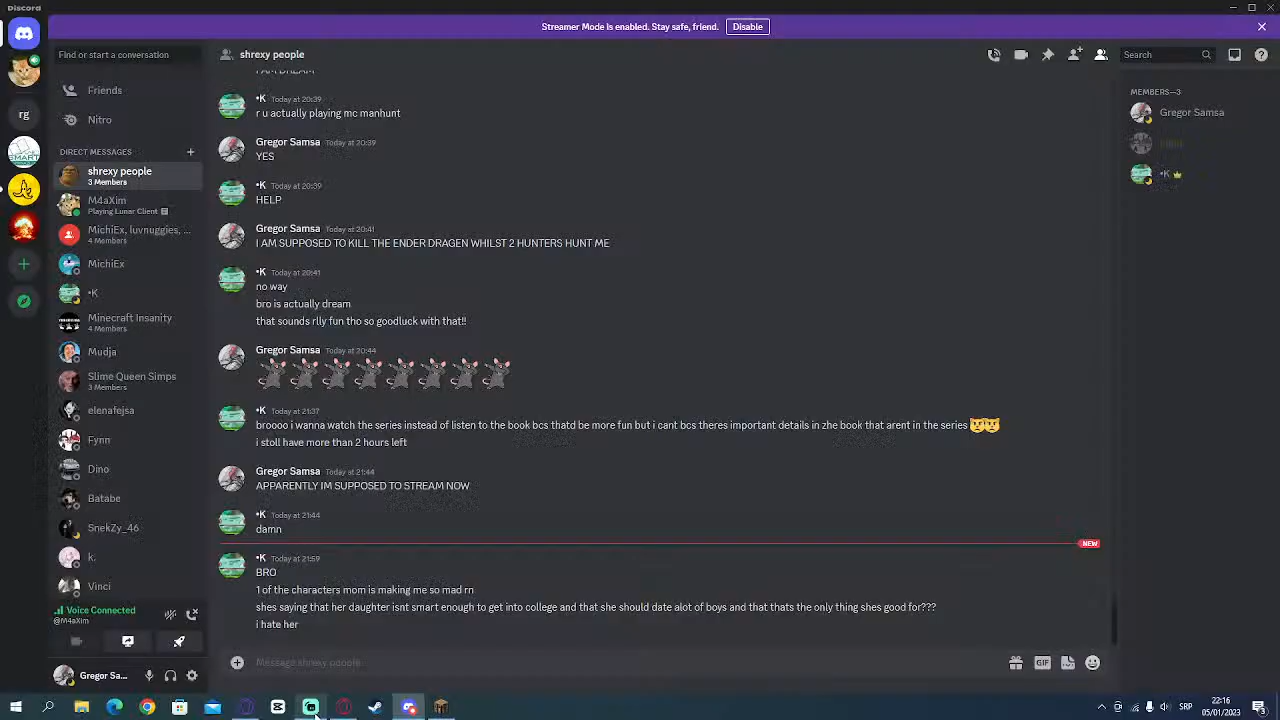 Discord
Streamer Mode is enabled. Stay safe, friend.
Disable
Find or start a conversation
shrexy people
Search
Friends
Nitro
DIRECT MESSAGES
shrexy people
3 Members
M4aXim
Playing Lunar Client
MichiEx, luvnuggies, ...
4 Members
MichiEx
•K
Minecraft Insanity
4 Members
Mudja
Slime Queen Simps
3 Members
elenafejsa
Fynn
Dino
Batabe
SnekZy_46
k.
Vinci
Voice Connected
@M4aXim
Gregor Sa...
I AM DREAM
•K Today at 20:39
r u actually playing mc manhunt
Gregor Samsa Today at 20:39
YES
•K Today at 20:39
HELP
Gregor Samsa Today at 20:41
I AM SUPPOSED TO KILL THE ENDER DRAGEN WHILST 2 HUNTERS HUNT ME
•K Today at 20:41
no way
bro is actually dream
that sounds rlly fun tho so goodluck with that!!
Gregor Samsa Today at 20:44
•K Today at 21:37
broooo i wanna watch the series instead of listen to the book bcs thatd be more fun but i cant bcs theres important details in zhe book that arent in the series
i stoll have more than 2 hours left
Gregor Samsa Today at 21:44
APPARENTLY IM SUPPOSED TO STREAM NOW
•K Today at 21:44
damn
NEW
•K Today at 21:59
BRO
1 of the characters mom is making me so mad rn
shes saying that her daughter isnt smart enough to get into college and that she should date alot of boys and that thats the only thing shes good for???
i hate her
Message shrexy people
GIF
MEMBERS—3
Gregor Samsa
•K
SRP
22:16
05/01/2023